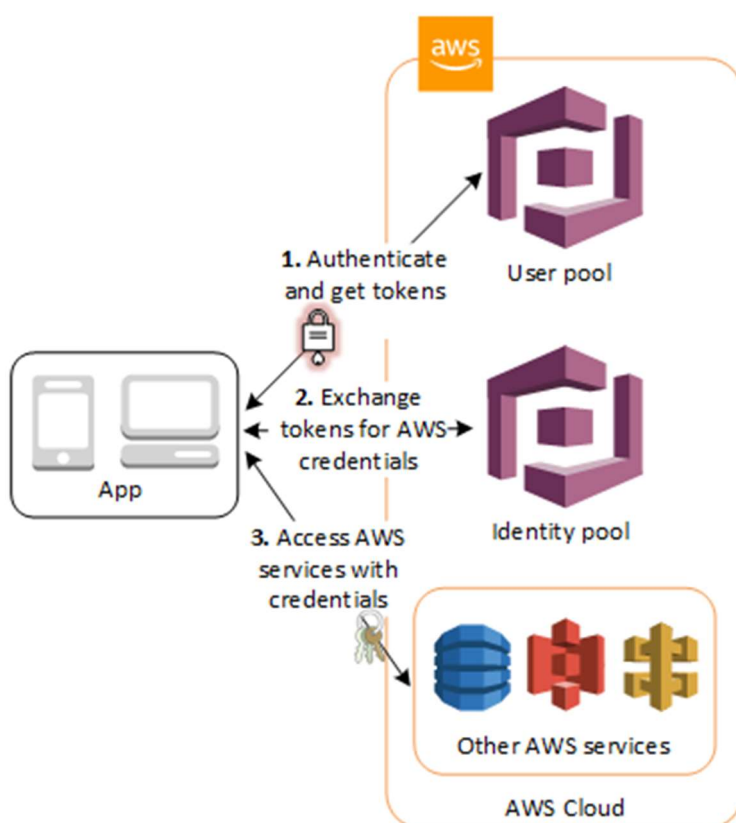 aws
1. Authenticate
and get tokens
User pool
2. Exchange
tokens for AWS
credentials
App
Identity pool
3. Access AWS
services with
credentials
Other AWS services
AWS Cloud